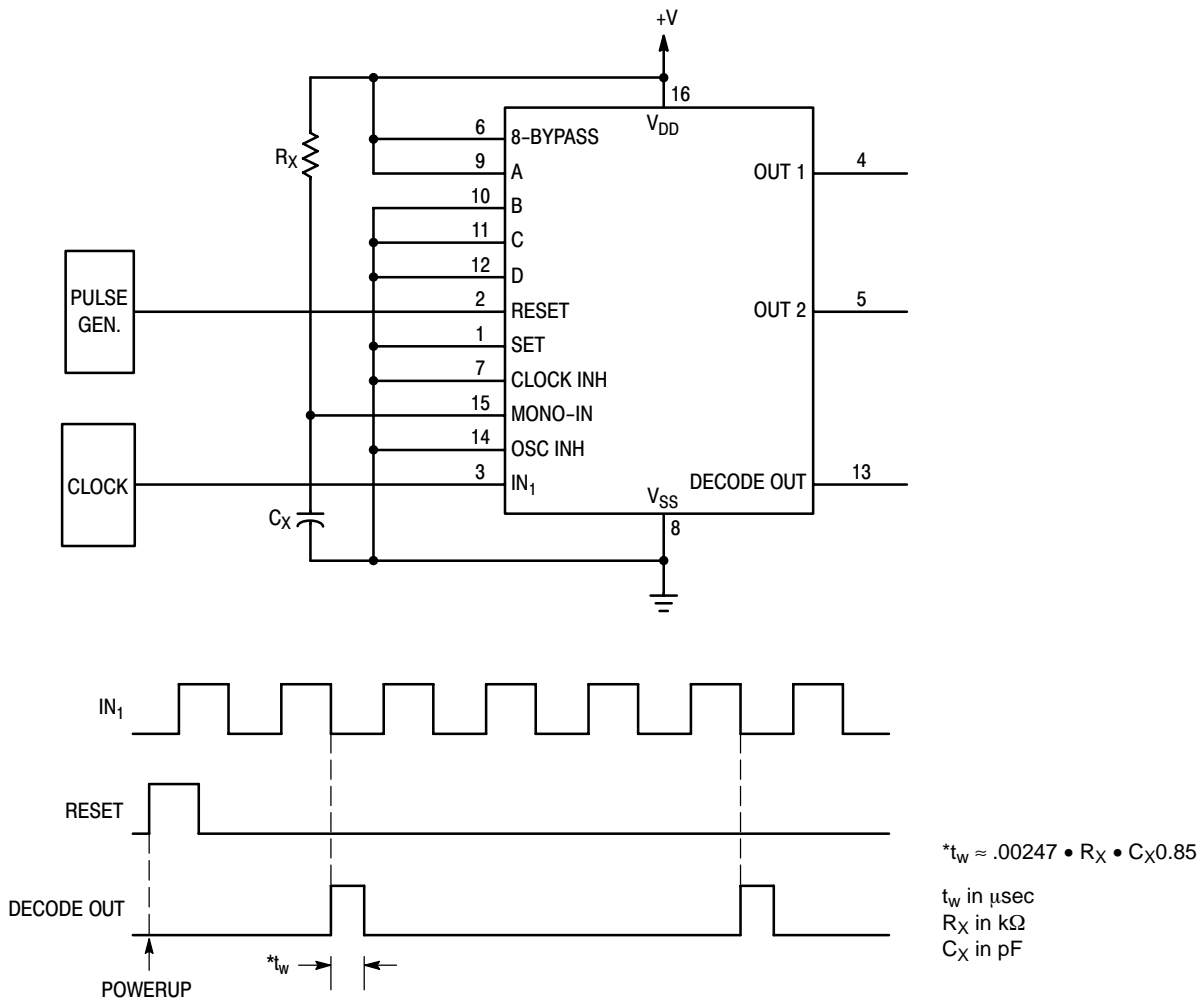 +V
16
VDD
6 8-BYPASS
RX
9 A
OUT 1 4
10 B
11 C
12 D
PULSE
GEN.
2 RESET
OUT 2 5
1 SET
7 CLOCK INH
15 MONO-IN
14 OSC INH
CLOCK
3 IN1
DECODE OUT 13
CX
VSS
8
IN1
RESET
*tw ≈ .00247 • RX • CX0.85
DECODE OUT
tw in μsec
RX in kΩ
CX in pF
*tw
POWERUP